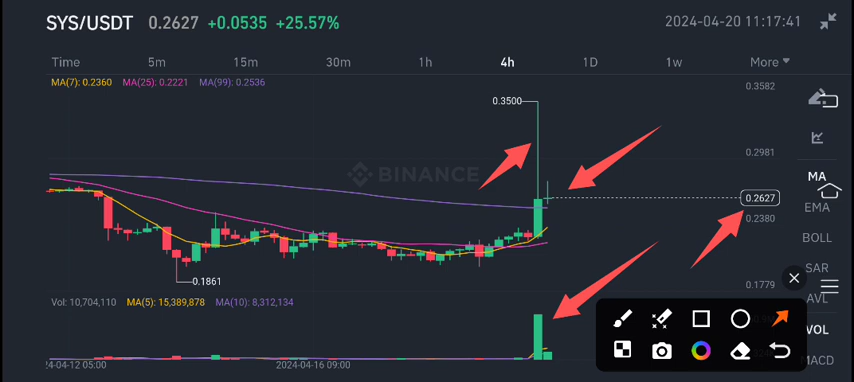 SYS/USDT 0.2627 +0.0535 +25.57% 2024-04-20 11:17:41
Time 5m 15m 30m 1h 4h 1D 1w More
MA(7): 0.2360 MA(25): 0.2221 MA(99): 0.2536
0.3582
0.3500
0.2981
BINANCE
MA
0.2627
EMA
0.2380
BOLL
SAR
0.1861
0.1779
AVL
Vol: 10,704,110 MA(5): 15,389,878 MA(10): 8,312,134
VOL
MACD
24-04-12 05:00 2024-04-16 09:00